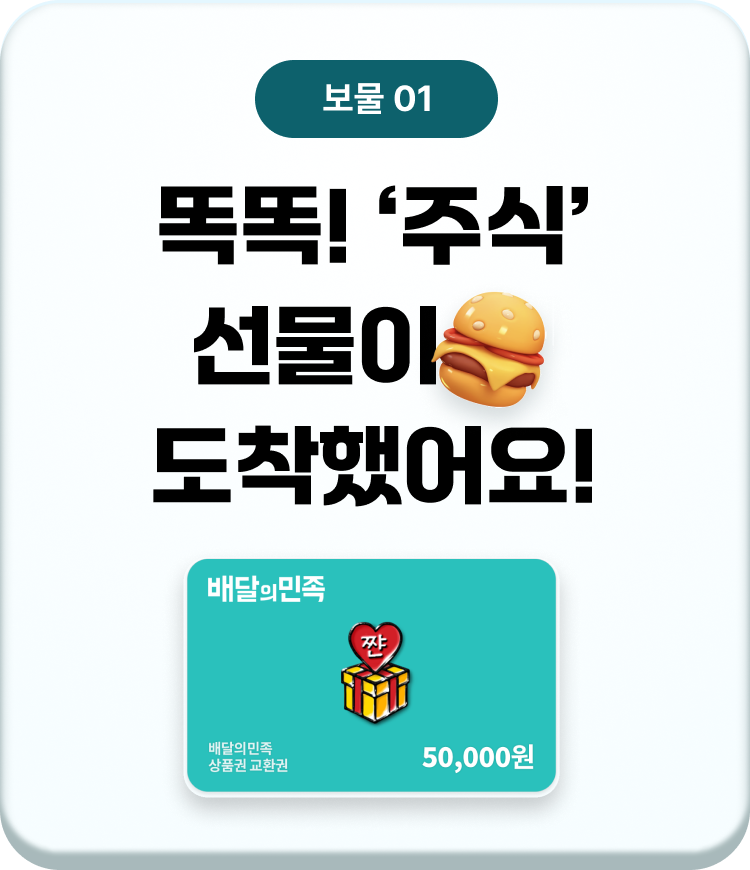 보물 01
똑똑! ‘주식’
선물이
도착했어요!
배달의민족
쨘
배달의민족
상품권 교환권
50,000원